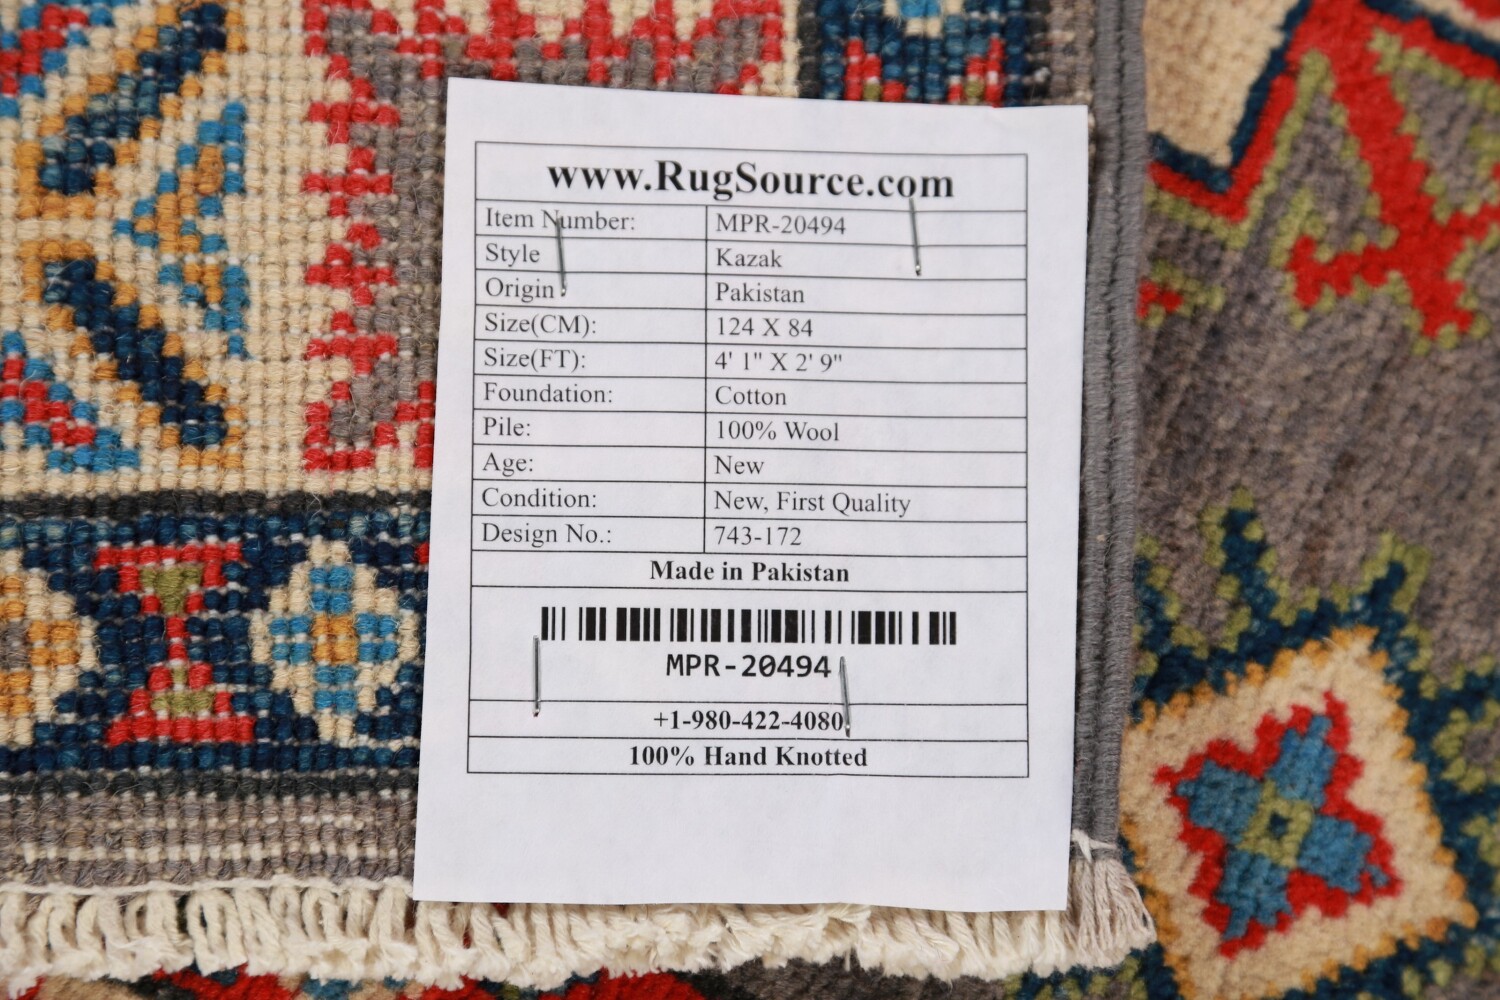 www.RugSource.com
Item Number: MPR-20494
Style Kazak
Origin Pakistan
Size(CM): 124 X 84
Size(FT): 4' 1" X 2' 9"
Foundation: Cotton
Pile: 100% Wool
Age: New
Condition: New, First Quality
Design No.: 743-172
Made in Pakistan
MPR-20494
+1-980-422-4080
100% Hand Knotted